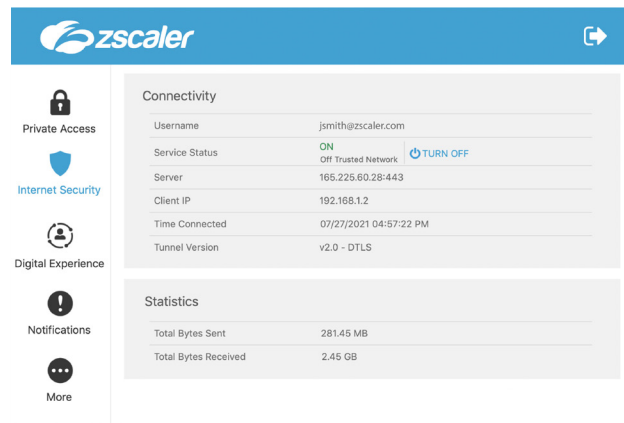 zscaler
Private Access
Internet Security
Digital Experience
Notifications
More
Connectivity
Username jsmith@zscaler.com
Service Status ON
Off Trusted Network TURN OFF
Server 165.225.60.28:443
Client IP 192.168.1.2
Time Connected 07/27/2021 04:57:22 PM
Tunnel Version v2.0 - DTLS
Statistics
Total Bytes Sent 281.45 MB
Total Bytes Received 2.45 GB